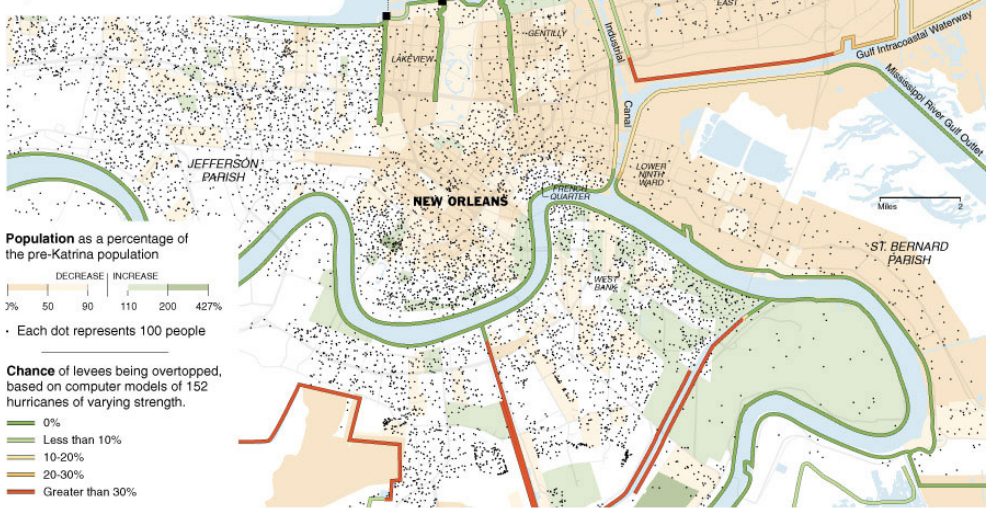 EAST
GENTILLY
LAKEVIEW
Industrial
Canal
Gulf Intracoastal Waterway
Mississippi River Gulf Outlet
JEFFERSON
PARISH
LOWER
NINTH
WARD
FRENCH
QUARTER
NEW ORLEANS
Miles 2
ST. BERNARD
PARISH
WEST
BANK
Population as a percentage of
the pre-Katrina population
DECREASE | INCREASE
0% 50 90 110 200 427%
· Each dot represents 100 people
Chance of levees being overtopped,
based on computer models of 152
hurricanes of varying strength.
0%
Less than 10%
10-20%
20-30%
Greater than 30%